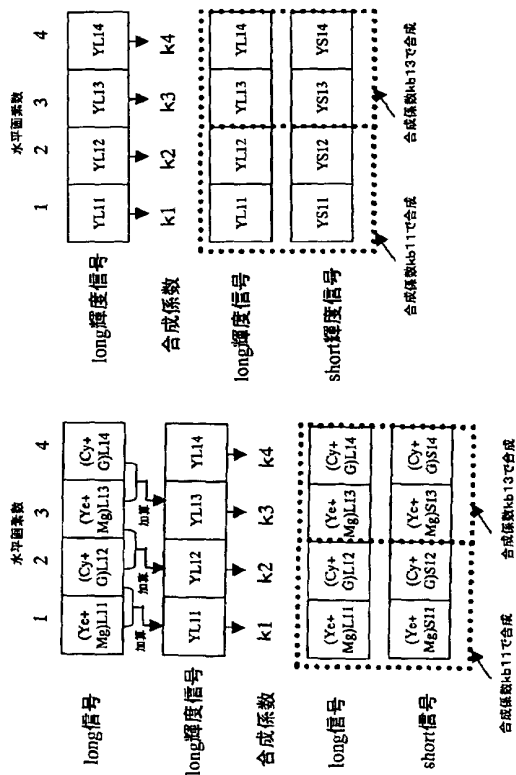 水平画素数
1 2 3 4
long信号 (Ye+Mg)L11 (Cy+G)L12 (Ye+Mg)L13 (Cy+G)L14
加算 加算 加算
long輝度信号 YL11 YL12 YL13 YL14
合成係数 k1 k2 k3 k4
long信号 (Ye+Mg)L11 (Cy+G)L12 (Ye+Mg)L13 (Cy+G)L14
short信号 (Ye+Mg)S11 (Cy+G)S12 (Ye+Mg)S13 (Cy+G)S14
合成係数kb11で合成 合成係数kb13で合成
水平画素数
1 2 3 4
long輝度信号 YL11 YL12 YL13 YL14
合成係数 k1 k2 k3 k4
long輝度信号 YL11 YL12 YL13 YL14
short輝度信号 YS11 YS12 YS13 YS14
合成係数kb11で合成 合成係数kb13で合成